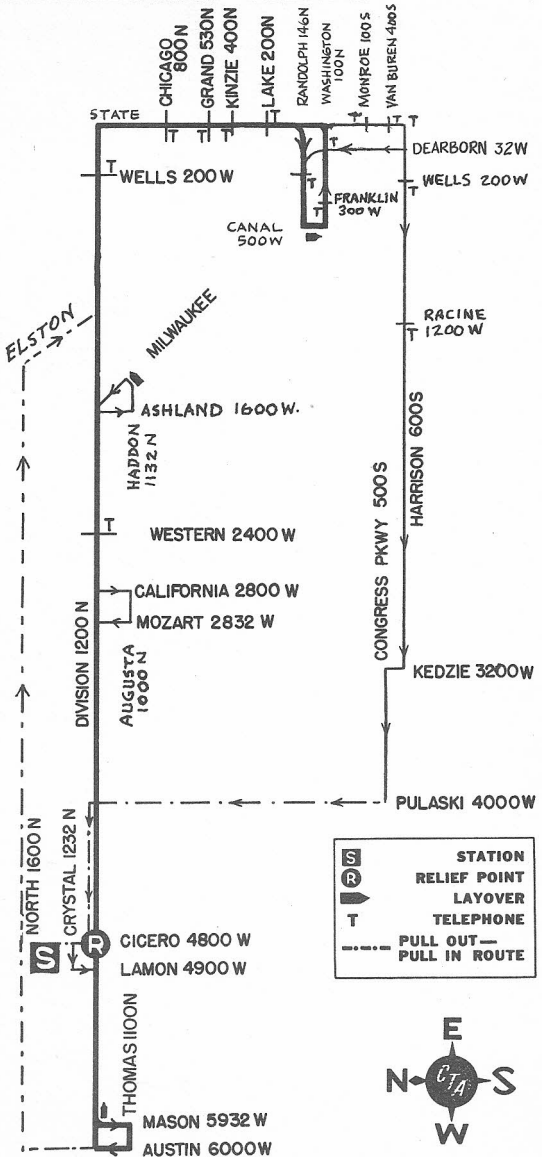 CHICAGO
800N
GRAND 530N
KINZIE 400N
LAKE 200N
RANDOLPH 146N
WASHINGTON
100N
MONROE 100S
VAN BUREN 400S
STATE
T
T
T
T
T
T
T
T
T
DEARBORN 32W
T
WELLS 200W
T
WELLS 200W
T
T
FRANKLIN
300W
CANAL
500W
ELSTON
MILWAUKEE
T
RACINE
1200W
ASHLAND 1600W.
HADDON
1132N
HARRISON 600S
CONGRESS PKWY 500S
T
WESTERN 2400W
CALIFORNIA 2800W
MOZART 2832W
DIVISION 1200N
AUGUSTA
1000N
KEDZIE 3200W
PULASKI 4000W
NORTH 1600N
CRYSTAL 1232N
S
R
CICERO 4800W
LAMON 4900W
S STATION
R RELIEF POINT
LAYOVER
T TELEPHONE
PULL OUT—
PULL IN ROUTE
THOMAS 1100N
MASON 5932W
AUSTIN 6000W
E
N CTA S
W